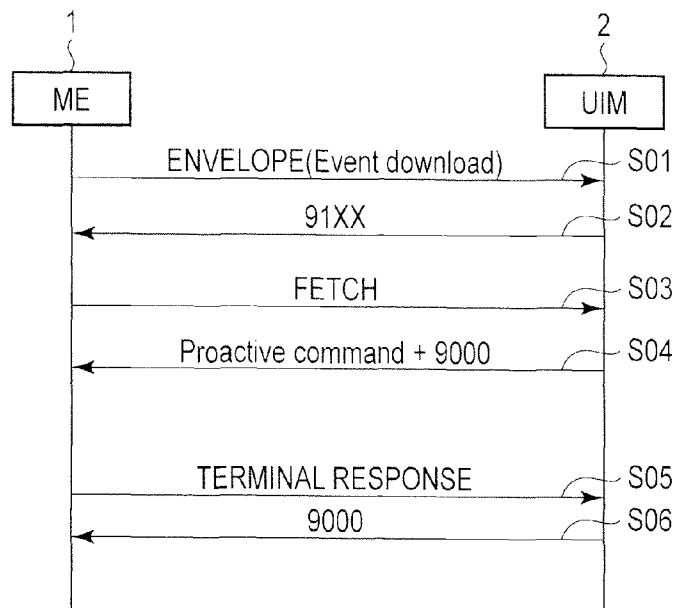 1
2
ME
UIM
ENVELOPE(Event download)
S01
91XX
S02
FETCH
S03
Proactive command + 9000
S04
TERMINAL RESPONSE
S05
9000
S06